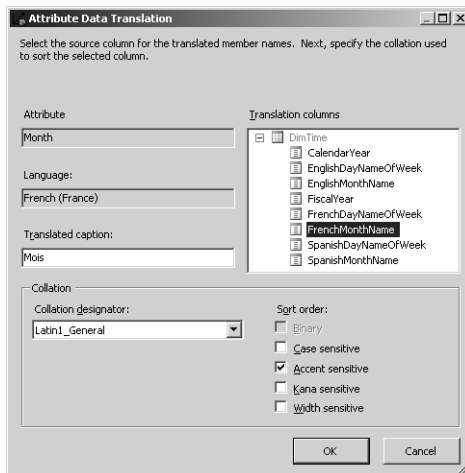 Attribute Data Translation
Select the source column for the translated member names. Next, specify the collation used
to sort the selected column.
Attribute
Month
Language:
French (France)
Translated caption:
Mois
Translation columns
DimTime
CalendarYear
EnglishDayNameOfWeek
EnglishMonthName
FiscalYear
FrenchDayNameOfWeek
FrenchMonthName
SpanishDayNameOfWeek
SpanishMonthName
Collation
Collation designator:
Latin1_General
Sort order:
Binary
Case sensitive
Accent sensitive
Kana sensitive
Width sensitive
OK
Cancel